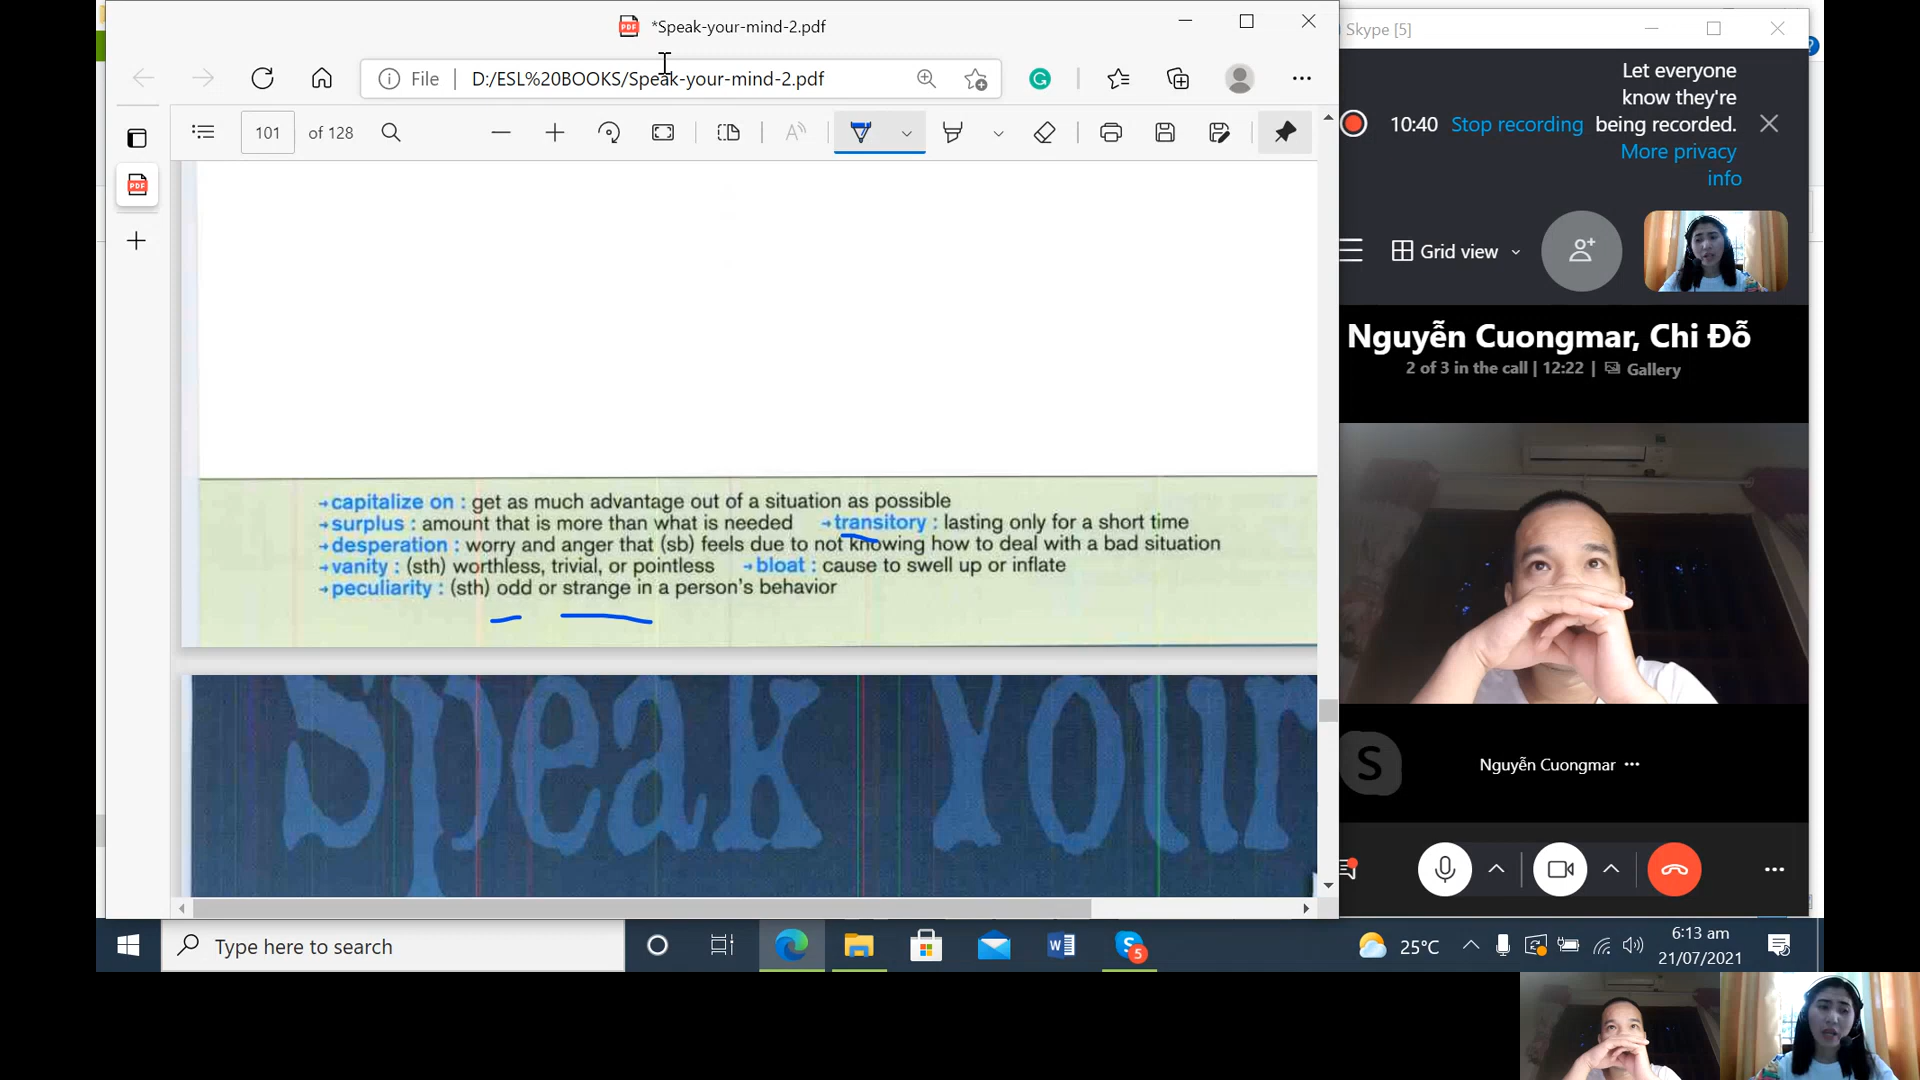 *Speak-your-mind-2.pdf
File
D:/ESL%20BOOKS/Speak-your-mind-2.pdf
101 of 128
→capitalize on : get as much advantage out of a situation as possible
→surplus : amount that is more than what is needed →transitory : lasting only for a short time
→desperation : worry and anger that (sb) feels due to not knowing how to deal with a bad situation
→vanity : (sth) worthless, trivial, or pointless →bloat : cause to swell up or inflate
→peculiarity : (sth) odd or strange in a person's behavior
Speak Your
Skype [5]
10:40 Stop recording
Let everyone
know they're
being recorded.
More privacy
info
Grid view
Nguyễn Cuongmar, Chi Đỗ
2 of 3 in the call | 12:22 | Gallery
S
Nguyễn Cuongmar
Type here to search
5
25°C
6:13 am
21/07/2021